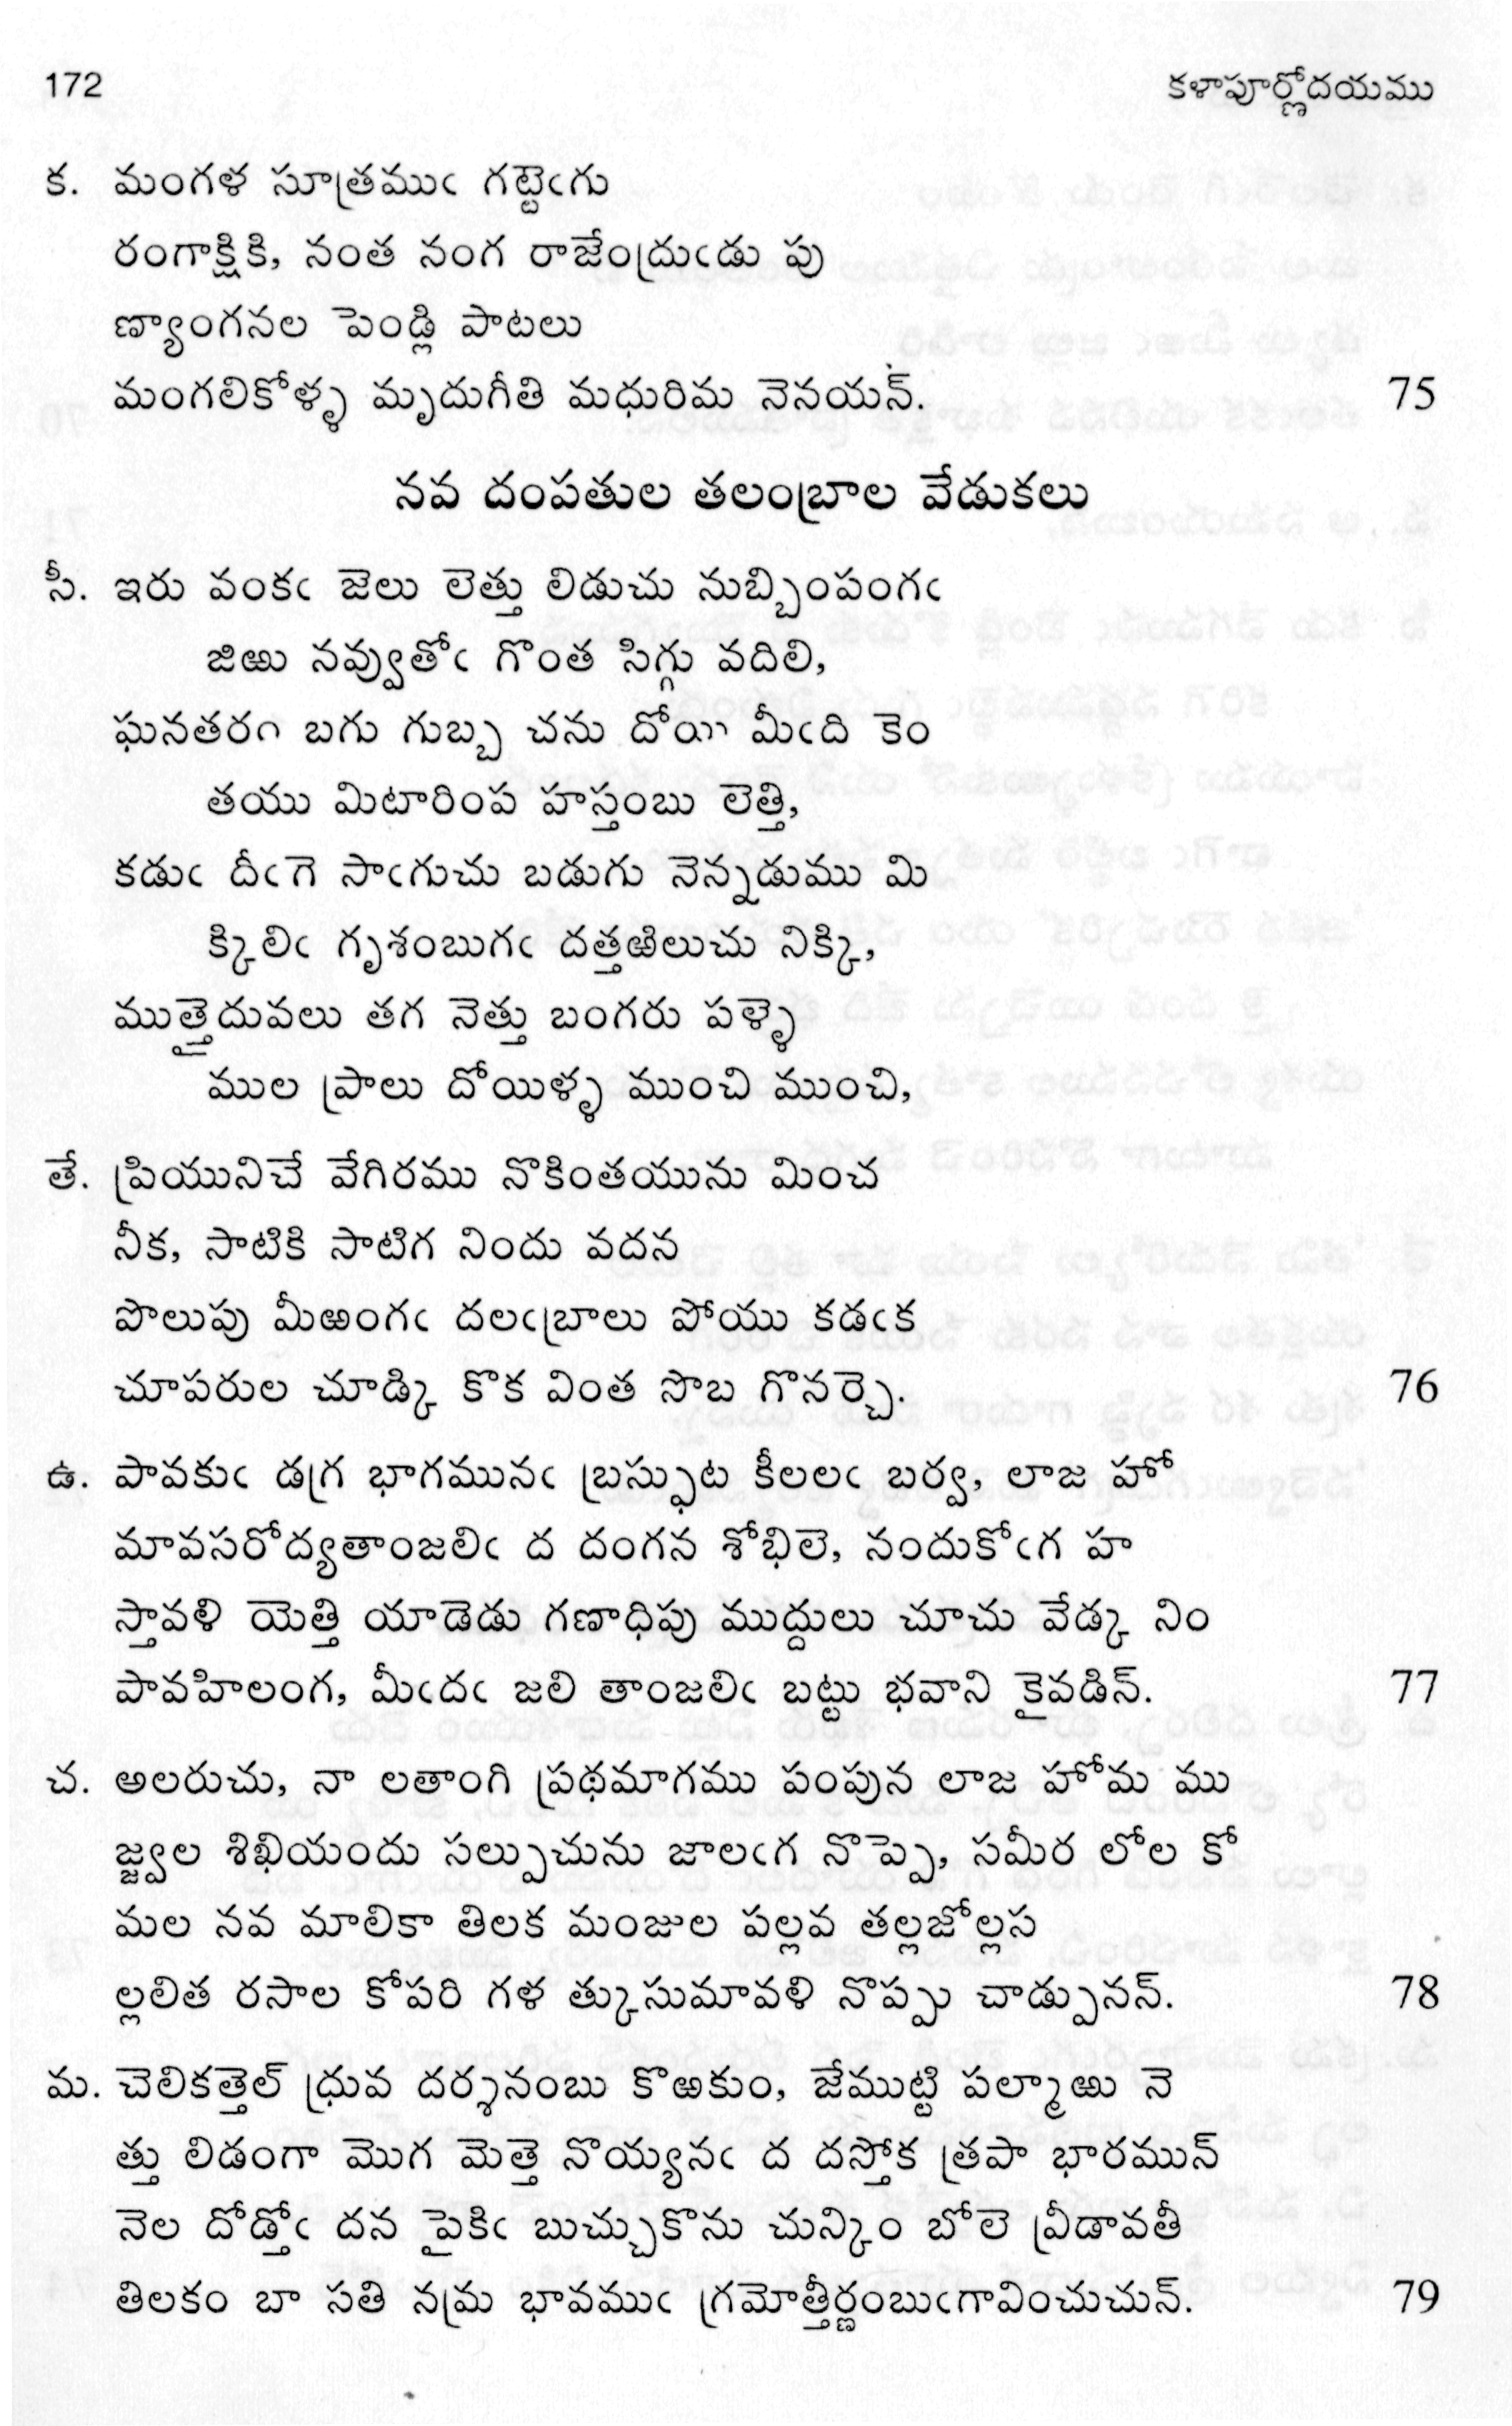 172
కళాపూర్ణోదయము
క. మంగళ సూత్రముఁ గట్టెఁగు
రంగాక్షికి, నంత నంగ రాజేంద్రుఁడు పు
ణ్యాంగనల పెండ్లి పాటలు
మంగలికోళ్ళ మృదుగీతి మధురిమ నెనయన్. 75
నవ దంపతుల తలంబ్రాల వేడుకలు
సీ. ఇరు వంకఁ జెలు లెత్తు లిడుచు నుబ్బింపంగఁ
జిఱు నవ్వుతోఁ గొంత సిగ్గు వదిలి,
ఘనతరం బగు గుబ్బ చను దోయి మీఁది కెం
తయు మిటారింప హస్తంబు లెత్తి,
కడుఁ దీఁగె సాఁగుచు బడుగు నెన్నడుము మి
క్కిలిఁ గృశంబుగఁ దత్తఱిలుచు నిక్కి,
ముత్తైదువలు తగ నెత్తు బంగరు పళ్ళె
ముల ప్రాలు దోయిళ్ళ ముంచి ముంచి,
తే. ప్రియునిచే వేగిరము నొకింతయును మించ
నీక, సాటికి సాటిగ నిందు వదన
పొలుపు మీఱంగఁ దలఁబ్రాలు పోయు కడఁక
చూపరుల చూడ్కి కొక వింత సొబ గొనర్చె. 76
ఉ. పావకుఁ డగ్ర భాగమునఁ బ్రస్ఫుట కీలలఁ బర్వ, లాజ హో
మావసరోద్యతాంజలిఁ ద దంగన శోభిలె, నందుకోఁగ హ
స్తావళి యెత్తి యాడెడు గణాధిపు ముద్దులు చూచు వేడ్క నిం
పావహిలంగ, మీఁదఁ జలి తాంజలిఁ బట్టు భవాని కైవడిన్. 77
చ. అలరుచు, నా లతాంగి ప్రథమాగము పంపున లాజ హోమ ము
జ్జ్వల శిఖియందు సల్పుచును జాలఁగ నొప్పె, సమీర లోల కో
మల నవ మాలికా తిలక మంజుల పల్లవ తల్లజోల్లస
ల్లలిత రసాల కోపరి గళ త్కుసుమావళి నొప్పు చాడ్పునన్. 78
మ. చెలికత్తెల్ ధ్రువ దర్శనంబు కొఱకుం, జేముట్టి పల్మాఱు నె
త్తు లిడంగా మొగ మెత్తె నొయ్యనఁ ద దస్తోక త్రపా భారమున్
నెల దోడ్తోఁ దన పైకిఁ బుచ్చుకొను చున్కిం బోలె వ్రీడావతీ
తిలకం బా సతి నమ్ర భావముఁ గ్రమోత్తీర్ణంబుఁగావించుచున్. 79